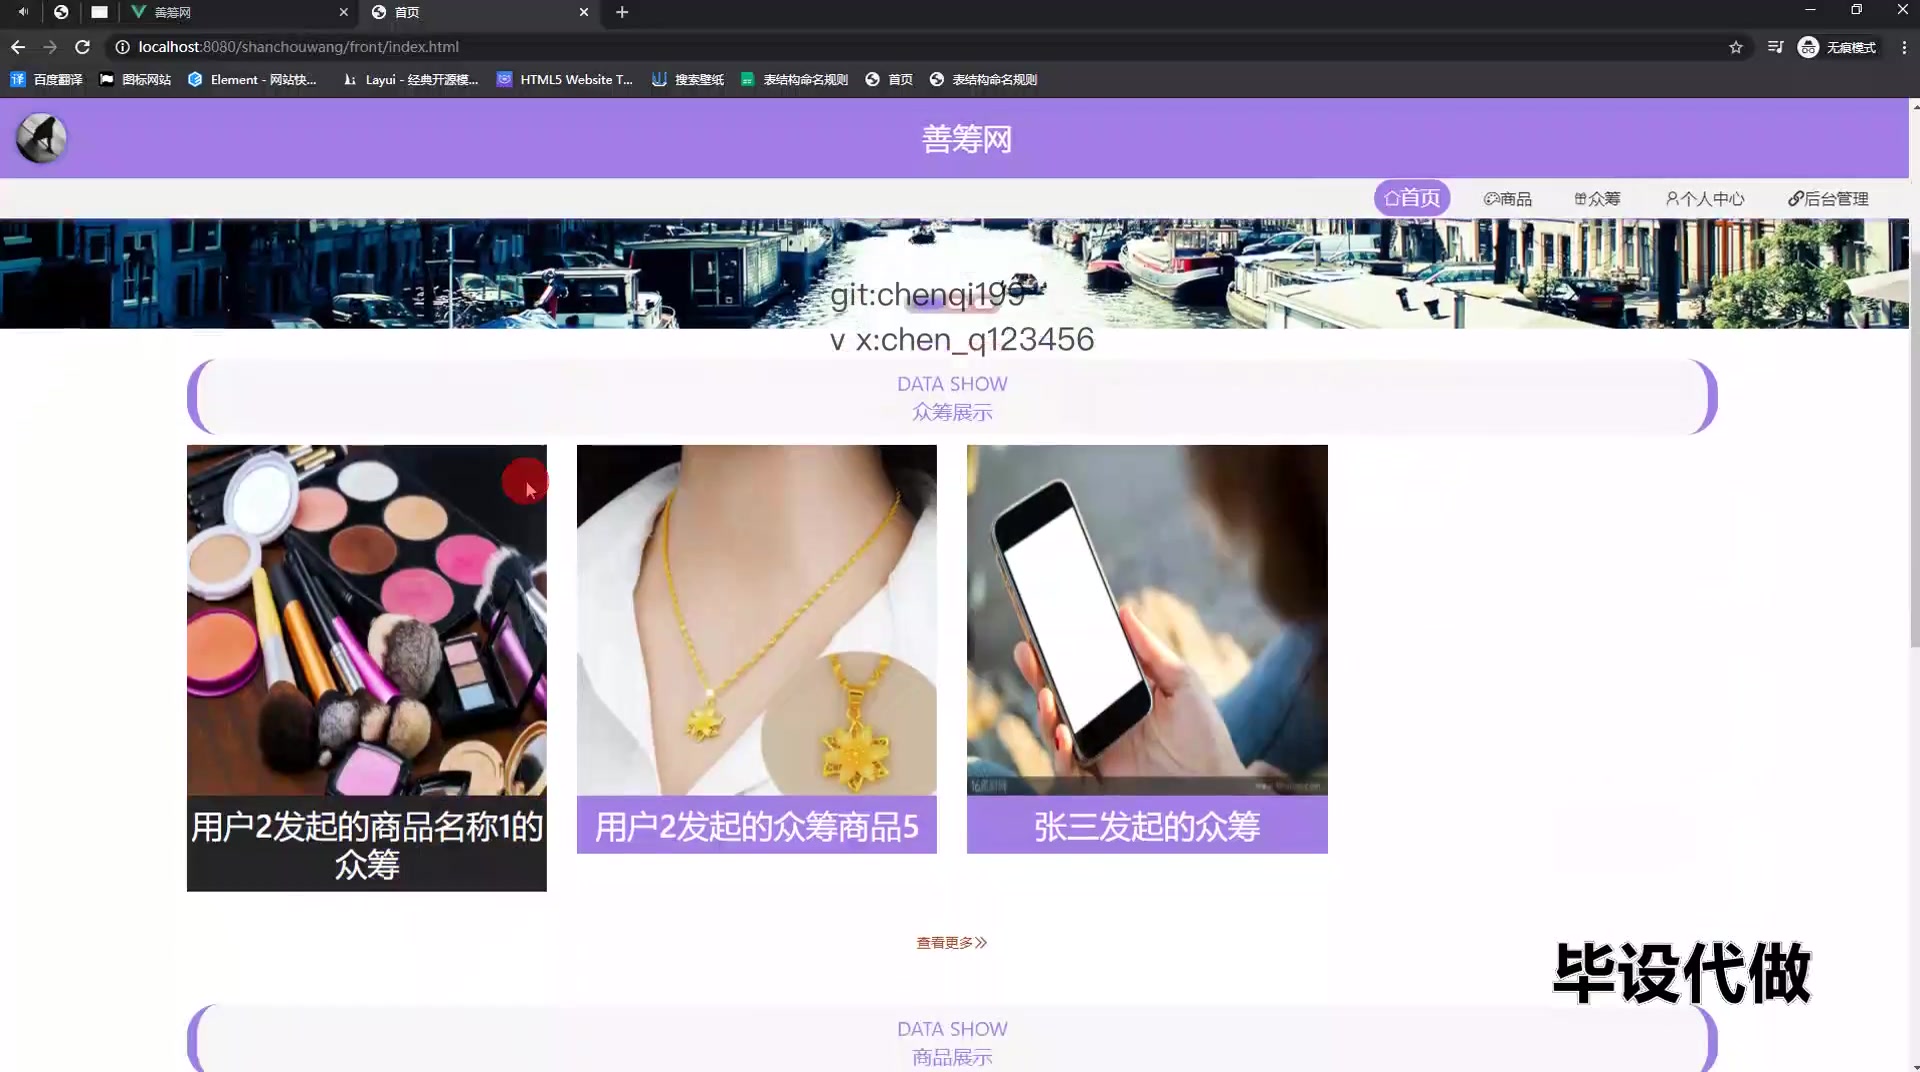 善筹网
首页
localhost:8080/shanchouwang/front/index.html
无痕模式
百度翻译
图标网站
Element - 网站快...
Layui - 经典开源模...
HTML5 Website T...
搜索壁纸
表结构命名规则
首页
表结构命名规则
善筹网
首页
商品
众筹
个人中心
后台管理
git:chenqi199
v x:chen_q123456
DATA SHOW
众筹展示
用户2发起的商品名称1的
众筹
用户2发起的众筹商品5
张三发起的众筹
查看更多
毕设代做
DATA SHOW
商品展示